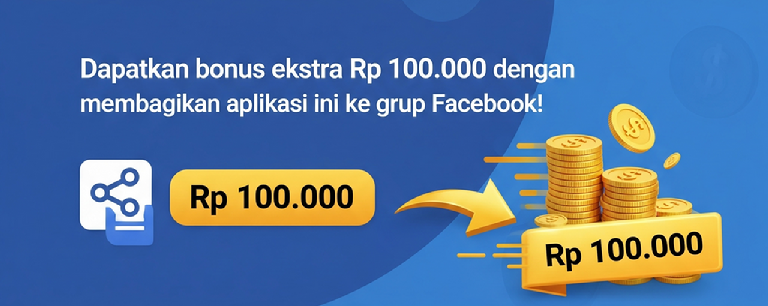 Dapatkan bonus ekstra Rp 100.000 dengan
membagikan aplikasi ini ke grup Facebook!
Rp 100.000
Rp 100.000